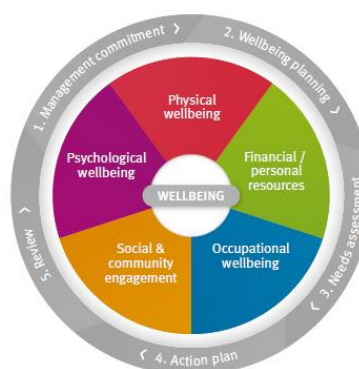 1. Management commitment >
2. Wellbeing planning >
3. Needs assessment >
4. Action plan >
5. Review >
Physical
wellbeing
Financial /
personal
resources
Occupational
wellbeing
Social &
community
engagement
Psychological
wellbeing
WELLBEING